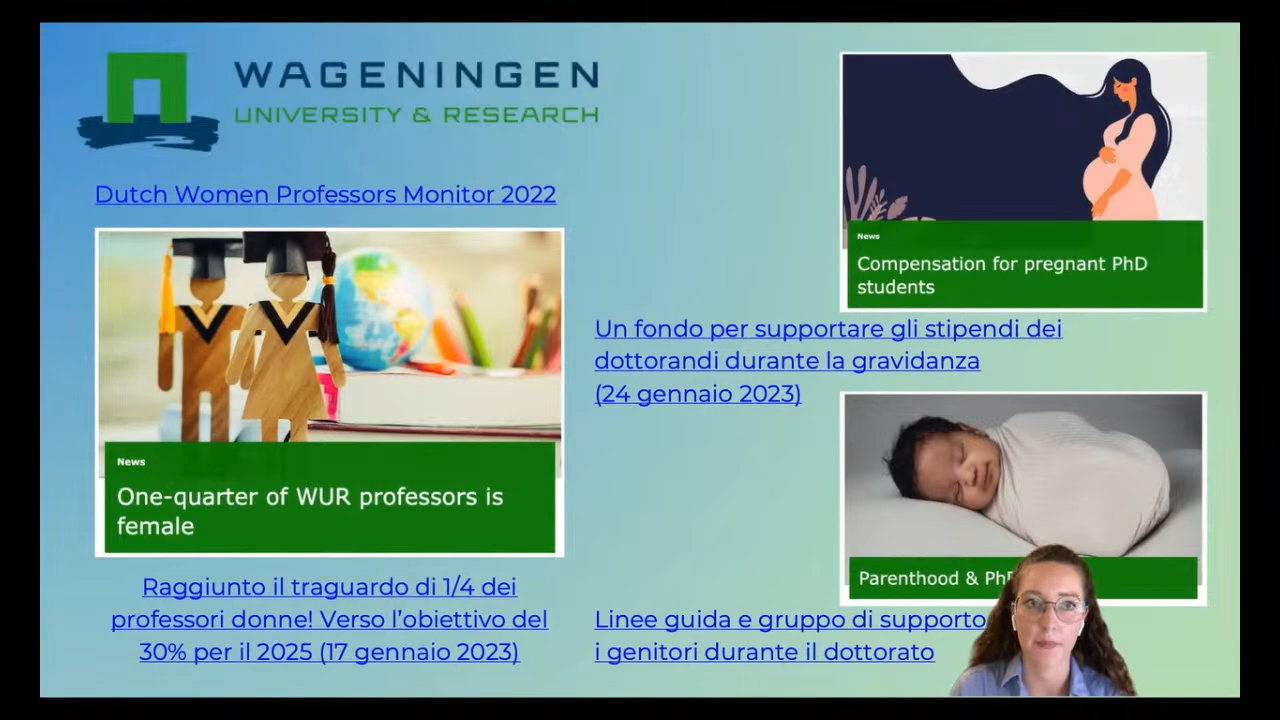 WAGENINGEN
UNIVERSITY & RESEARCH
Dutch Women Professors Monitor 2022
News
One-quarter of WUR professors is
female
Raggiunto il traguardo di 1/4 dei
professori donne! Verso l'obiettivo del
30% per il 2025 (17 gennaio 2023)
News
Compensation for pregnant PhD
students
Un fondo per supportare gli stipendi dei
dottorandi durante la gravidanza
(24 gennaio 2023)
Parenthood & PhD
Linee guida e gruppo di supporto
i genitori durante il dottorato